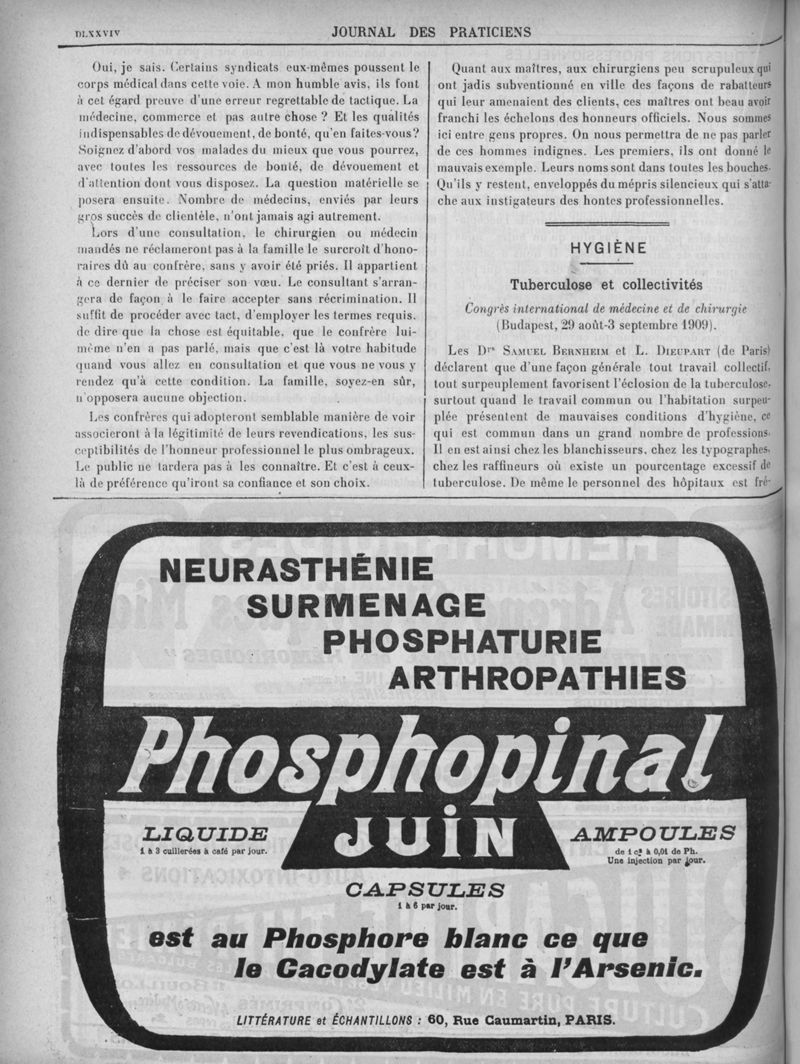 DLXXVIV
JOURNAL DES PRATICIENS
Oui, je sais. Certains syndicats eux-mêmes poussent le
corps médical dans cette voie. A mon humble avis, ils font
à cet égard preuve d'une erreur regrettable de tactique. La
médecine, commerce et pas autre chose ? Et les qualités
indispensables de dévouement, de bonté, qu'en faites-vous?
Soignez d'abord vos malades du mieux que vous pourrez,
avec toutes les ressources de bonté, de dévouement et
d'attention dont vous disposez. La question matérielle se
posera ensuite. Nombre de médecins, enviés par leurs
gros succès de clientèle, n'ont jamais agi autrement.
Lors d'une consultation, le chirurgien ou médecin
mandés ne réclameront pas à la famille le surcroît d'hono-
raires dû au confrère, sans y avoir été priés. Il appartient
à ce dernier de préciser son vœu. Le consultant s'arran-
gera de façon à le faire accepter sans récrimination. Il
suffit de procéder avec tact, d'employer les termes requis,
de dire que la chose est équitable, que le confrère lui-
même n'en a pas parlé, mais que c'est là votre habitude
quand vous allez en consultation et que vous ne vous y
rendez qu'à cette condition. La famille, soyez-en sûr,
n'opposera aucune objection.
Les confrères qui adopteront semblable manière de voir
associeront à la légitimité de leurs revendications, les sus-
ceptibilités de l'honneur professionnel le plus ombrageux.
Le public ne tardera pas à les connaître. Et c'est à ceux-
là de préférence qu'iront sa confiance et son choix.
Quant aux maîtres, aux chirurgiens peu scrupuleux qui
ont jadis subventionné en ville des façons de rabatteurs
qui leur amenaient des clients, ces maîtres ont beau avoir
franchi les échelons des honneurs officiels. Nous sommes
ici entre gens propres. On nous permettra de ne pas parler
de ces hommes indignes. Les premiers, ils ont donné le
mauvais exemple. Leurs noms sont dans toutes les bouches.
Qu'ils y restent, enveloppés du mépris silencieux qui s'atta-
che aux instigateurs des hontes professionnelles.
HYGIÈNE
Tuberculose et collectivités
Congrès international de médecine et de chirurgie
(Budapest, 29 août-3 septembre 1909).
Les Drs SAMUEL BERNHEIM et L. DIEUPART (de Paris)
déclarent que d'une façon générale tout travail collectif,
tout surpeuplement favorisent l'éclosion de la tuberculose,
surtout quand le travail commun ou l'habitation surpeu-
plée présentent de mauvaises conditions d'hygiène, ce
qui est commun dans un grand nombre de professions.
Il en est ainsi chez les blanchisseurs, chez les typographes,
chez les raffineurs où existe un pourcentage excessif de
tuberculose. De même le personnel des hôpitaux est fré-
NEURASTHÉNIE
SURMENAGE
PHOSPHATURIE
ARTHROPATHIES
Phosphopinal
JUIN
LIQUIDE
1 à 3 cuillerées à café par jour.
AMPOULES
de 1 c3 à 0,01 de Ph.
Une injection par jour.
CAPSULES
1 à 6 par jour.
est au Phosphore blanc ce que
le Cacodylate est à l'Arsenic.
LITTÉRATURE et ÉCHANTILLONS : 60, Rue Caumartin, PARIS.